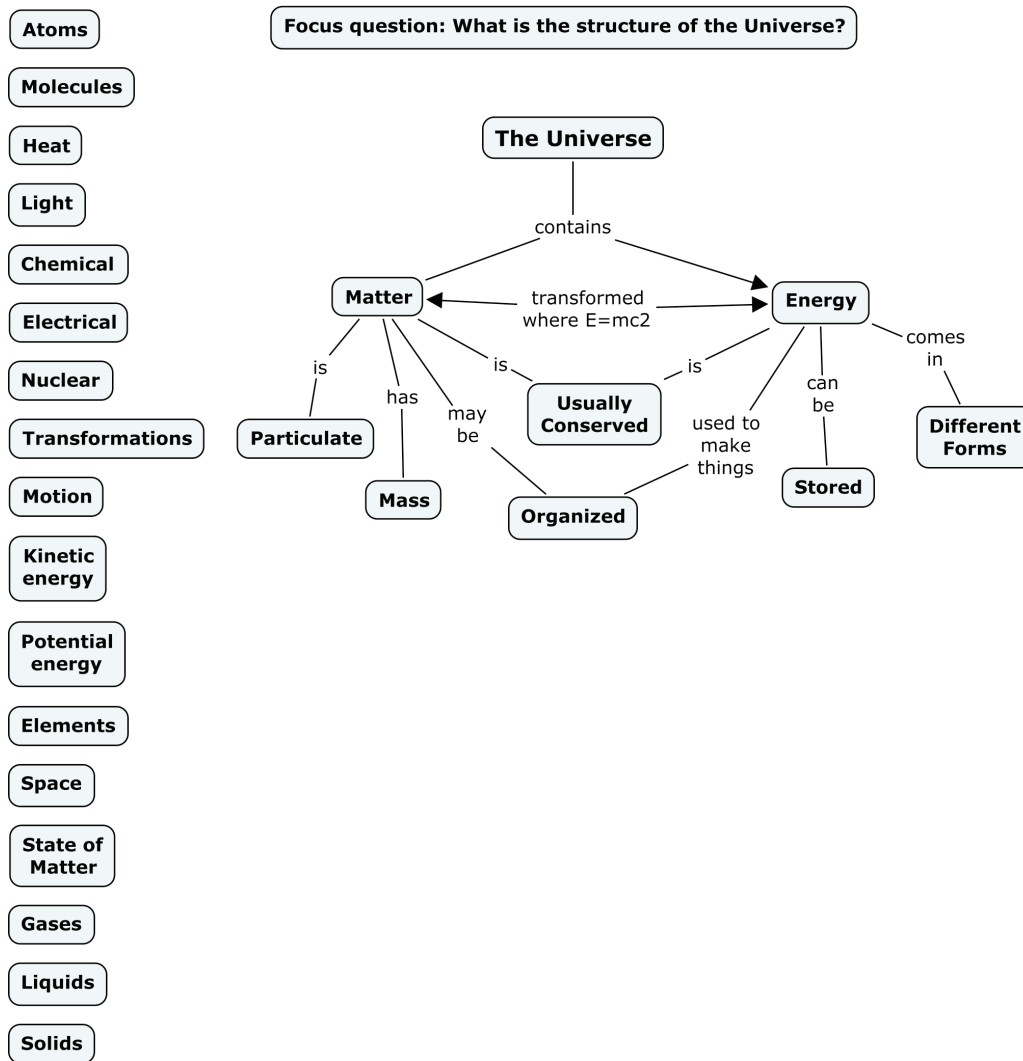 Focus question: What is the structure of the Universe?
Atoms
Molecules
Heat
Light
Chemical
Electrical
Nuclear
Transformations
Motion
Kinetic
energy
Potential
energy
Elements
Space
State of
Matter
Gases
Liquids
Solids
The Universe
contains
Matter
transformed
where E=mc2
Energy
is
has
may
be
is
is
used to
make
things
can
be
comes
in
Particulate
Mass
Organized
Usually
Conserved
Stored
Different
Forms